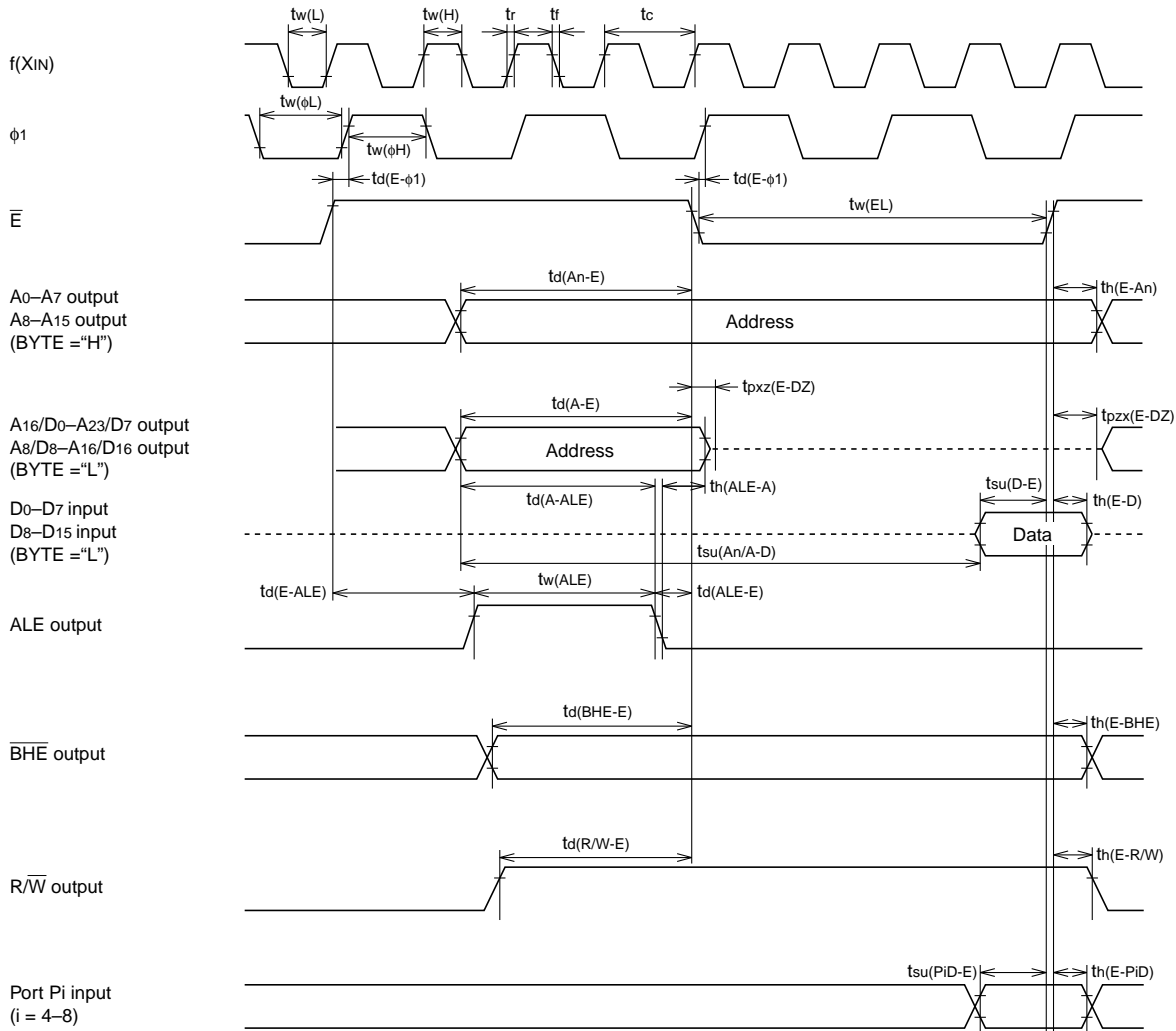 tw(L) tw(H) tr tf tc
f(XIN)
tw(ϕL)
ϕ1
tw(ϕH)
td(E-ϕ1) td(E-ϕ1)
E
tw(EL)
td(An-E) th(E-An)
A0–A7 output
A8–A15 output
(BYTE =“H”)
Address
tpxz(E-DZ)
td(A-E) tpzx(E-DZ)
A16/D0–A23/D7 output
A8/D8–A16/D16 output
(BYTE =“L”)
Address
td(A-ALE) th(ALE-A) tsu(D-E) th(E-D)
D0–D7 input
D8–D15 input
(BYTE =“L”)
Data
tsu(An/A-D)
td(E-ALE) tw(ALE) td(ALE-E)
ALE output
td(BHE-E) th(E-BHE)
BHE output
td(R/W-E) th(E-R/W)
R/W output
tsu(PiD-E) th(E-PiD)
Port Pi input
(i = 4–8)